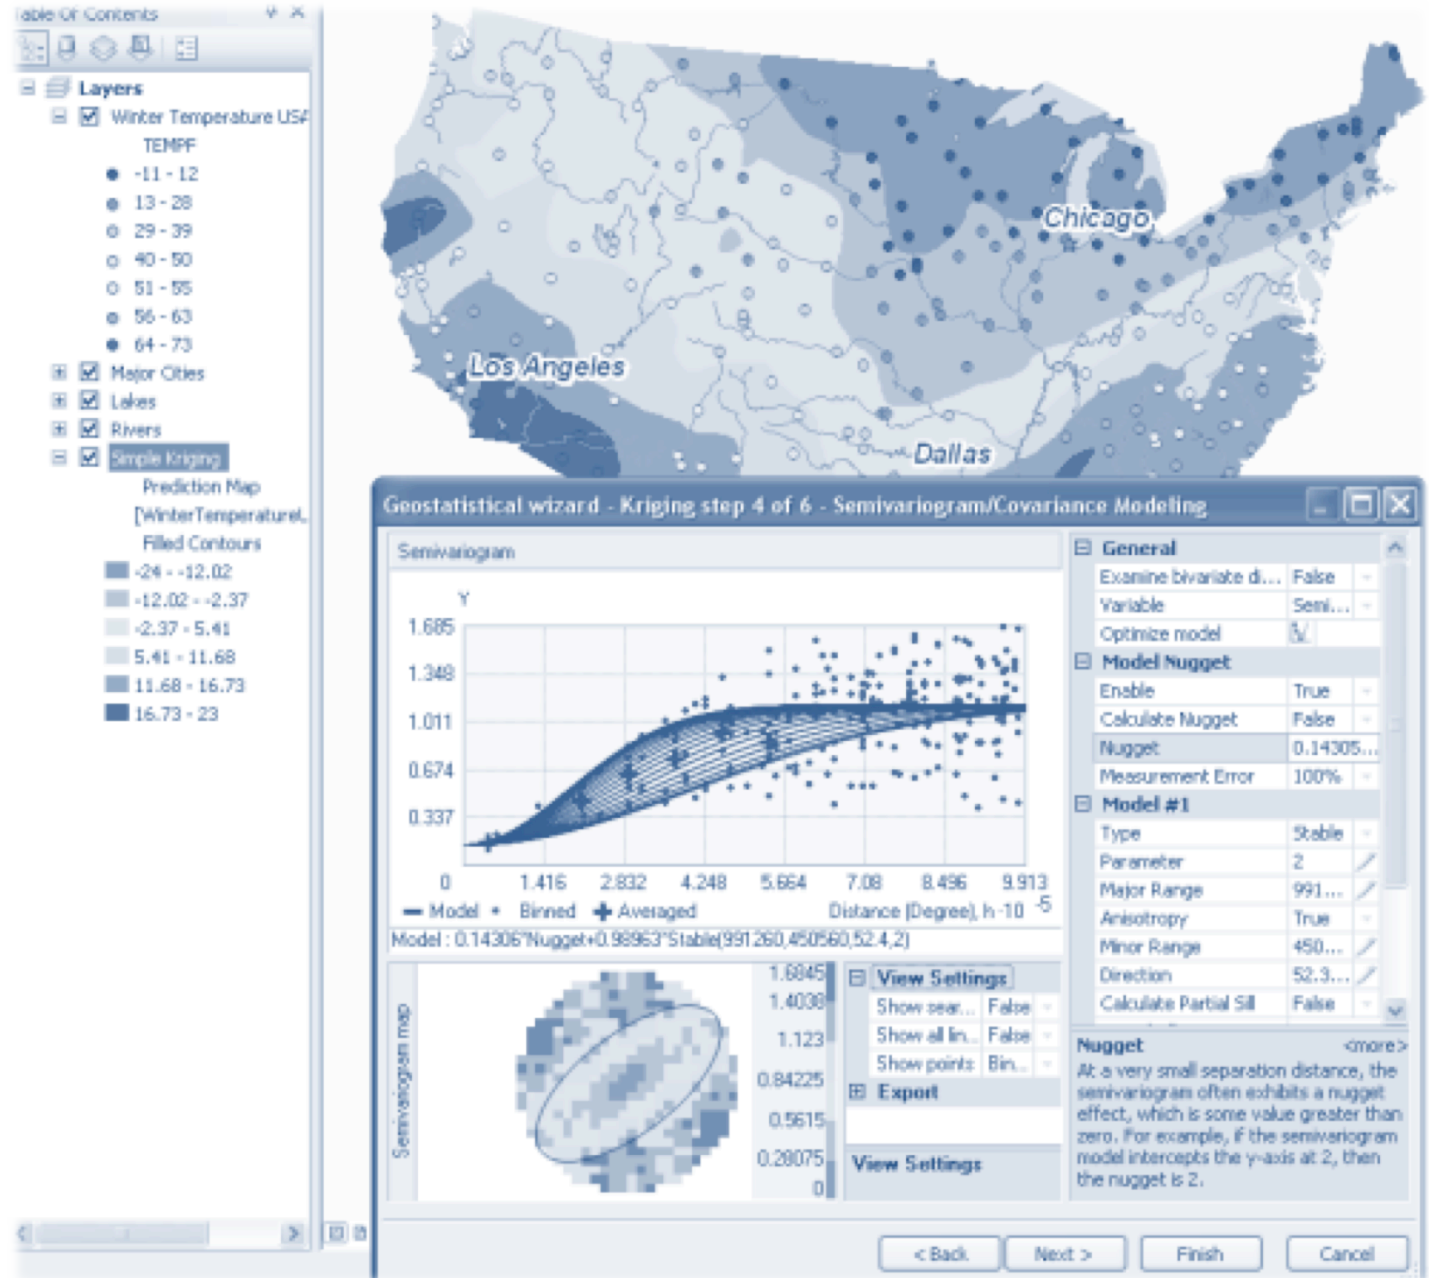 able Of Contents
Layers
Winter Temperature USA
TEMPF
-11 - 12
13 - 28
29 - 39
40 - 50
51 - 55
56 - 63
64 - 73
Major Cities
Lakes
Rivers
Simple Kriging
Prediction Map
[WinterTemperatureL
Filled Contours
-24 - -12.02
-12.02 - -2.37
-2.37 - 5.41
5.41 - 11.68
11.68 - 16.73
16.73 - 23
Chicago
Los Angeles
Dallas
Geostatistical wizard - Kriging step 4 of 6 - Semivariogram/Covariance Modeling
Semivariogram
Y
1.685
1.348
1.011
0.674
0.337
0 1.416 2.832 4.248 5.664 7.08 8.496 9.913
Model Binned Averaged Distance (Degree), h ·10 -5
Model : 0.14306*Nugget+0.98963*Stable(991260,450560,52.4,2)
Semivariogram map
1.6845
1.4038
1.123
0.84225
0.5615
0.28075
0
View Settings
Show sear... False
Show all lin... False
Show points Bin...
Export
View Settings
General
Examine bivariate di... False
Variable Semi...
Optimize model
Model Nugget
Enable True
Calculate Nugget False
Nugget 0.14305...
Measurement Error 100%
Model #1
Type Stable
Parameter 2
Major Range 991...
Anisotropy True
Minor Range 450...
Direction 52.3...
Calculate Partial Sill False
Nugget <more>
At a very small separation distance, the
semivariogram often exhibits a nugget
effect, which is some value greater than
zero. For example, if the semivariogram
model intercepts the y-axis at 2, then
the nugget is 2.
< Back Next > Finish Cancel